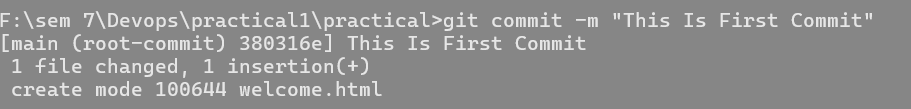 F:\sem 7\Devops\practical1\practical>git commit -m "This Is First Commit"
[main (root-commit) 380316e] This Is First Commit
 1 file changed, 1 insertion(+)
 create mode 100644 welcome.html